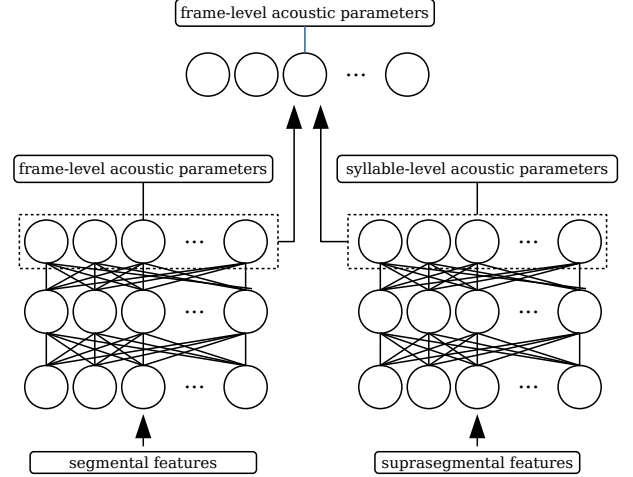 frame-level acoustic parameters
...
frame-level acoustic parameters
syllable-level acoustic parameters
... ...
... ...
... ...
segmental features
suprasegmental features